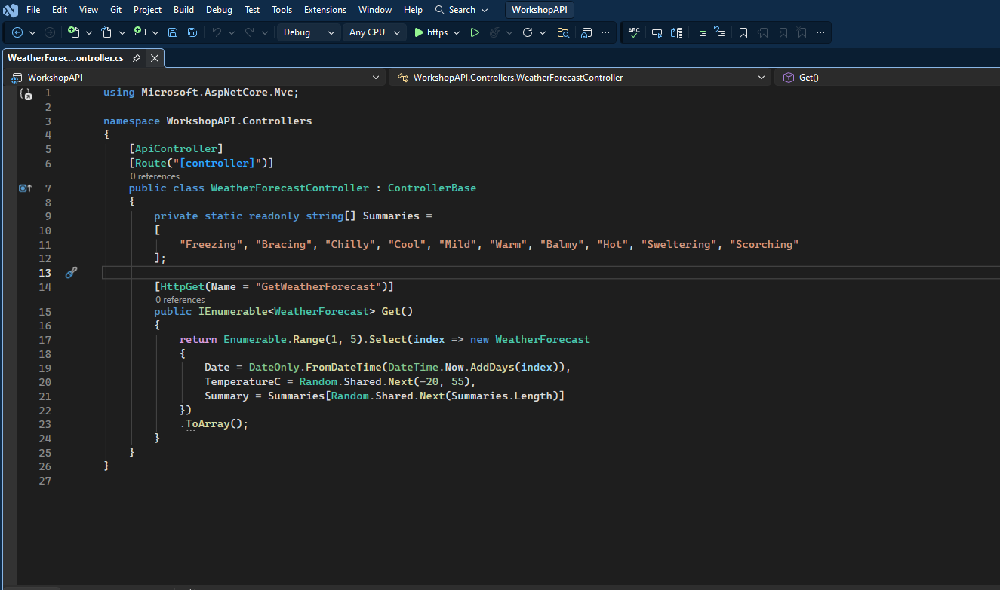 File Edit View Git Project Build Debug Test Tools Extensions Window Help Search WorkshopAPI
Debug Any CPU https ABC
WeatherForec...ontroller.cs
WorkshopAPI WorkshopAPI.Controllers.WeatherForecastController Get()
1 using Microsoft.AspNetCore.Mvc;
2
3 namespace WorkshopAPI.Controllers
4 {
5 [ApiController]
6 [Route("[controller]")]
0 references
7 public class WeatherForecastController : ControllerBase
8 {
9 private static readonly string[] Summaries =
10 [
11 "Freezing", "Bracing", "Chilly", "Cool", "Mild", "Warm", "Balmy", "Hot", "Sweltering", "Scorching"
12 ];
13
14 [HttpGet(Name = "GetWeatherForecast")]
0 references
15 public IEnumerable<WeatherForecast> Get()
16 {
17 return Enumerable.Range(1, 5).Select(index => new WeatherForecast
18 {
19 Date = DateOnly.FromDateTime(DateTime.Now.AddDays(index)),
20 TemperatureC = Random.Shared.Next(-20, 55),
21 Summary = Summaries[Random.Shared.Next(Summaries.Length)]
22 })
23 .ToArray();
24 }
25 }
26 }
27